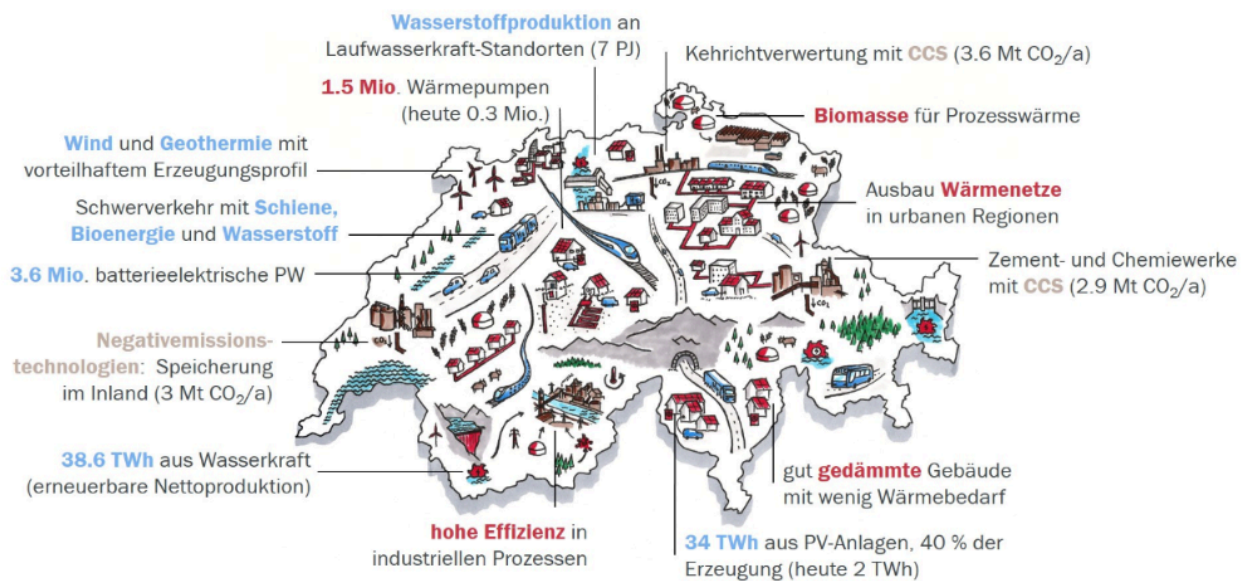 Wasserstoffproduktion an
Laufwasserkraft-Standorten (7 PJ)
Kehrichtverwertung mit CCS (3.6 Mt CO₂/a)
1.5 Mio. Wärmepumpen
(heute 0.3 Mio.)
Biomasse für Prozesswärme
Wind und Geothermie mit
vorteilhaftem Erzeugungsprofil
Ausbau Wärmenetze
in urbanen Regionen
Schwerverkehr mit Schiene,
Bioenergie und Wasserstoff
3.6 Mio. batterieelektrische PW
Zement- und Chemiewerke
mit CCS (2.9 Mt CO₂/a)
Negativemissions-
technologien: Speicherung
im Inland (3 Mt CO₂/a)
38.6 TWh aus Wasserkraft
(erneuerbare Nettoproduktion)
gut gedämmte Gebäude
mit wenig Wärmebedarf
hohe Effizienz in
industriellen Prozessen
34 TWh aus PV-Anlagen, 40 % der
Erzeugung (heute 2 TWh)
CO₂
CO₂
CO₂